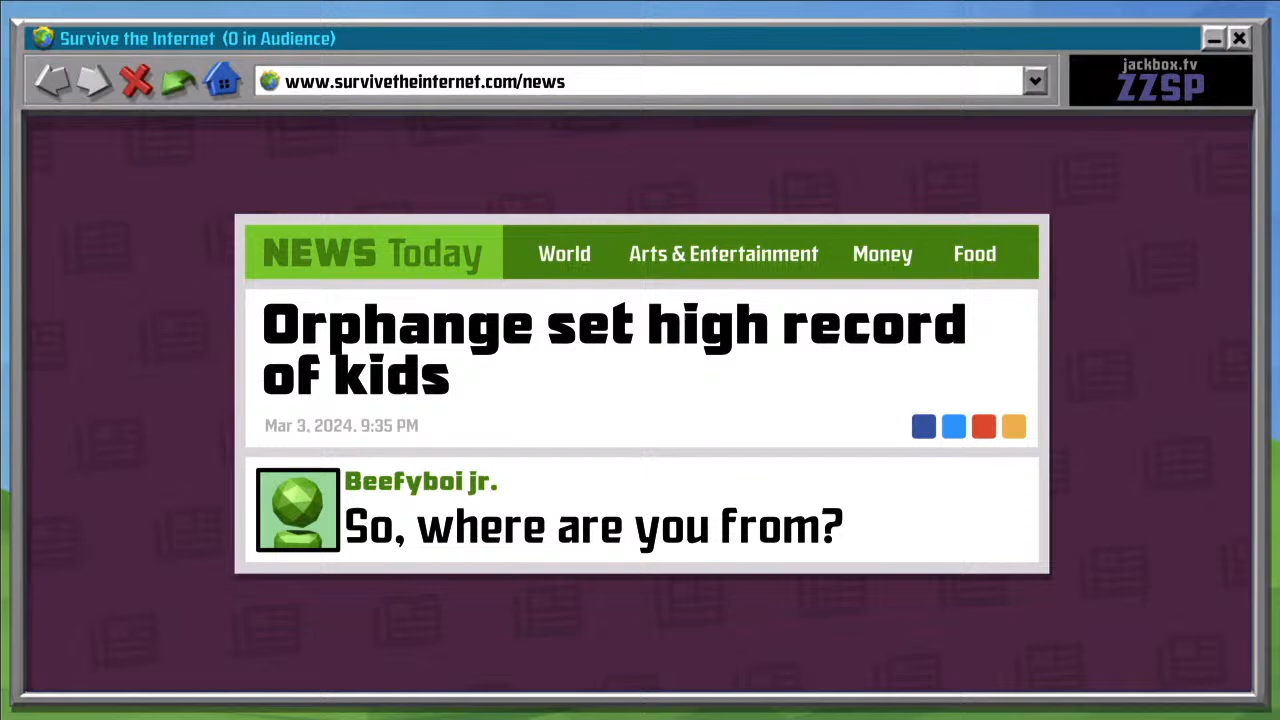 Survive the Internet (0 in Audience)
www.survivetheinternet.com/news
jackbox.tv
ZZSP
NEWS Today World Arts & Entertainment Money Food
Orphange set high record
of kids
Mar 3, 2024. 9:35 PM
Beefyboi jr.
So, where are you from?